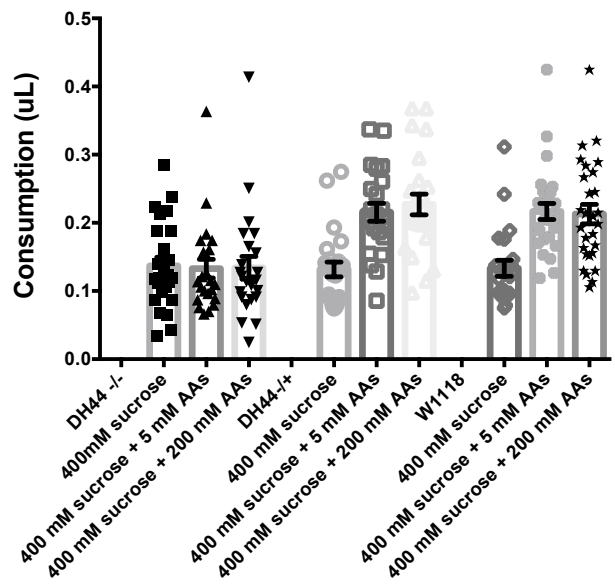 Consumption (uL)
0.5
0.4
0.3
0.2
0.1
0.0
DH44 -/-
400mM sucrose
400 mM sucrose + 5 mM AAs
400 mM sucrose + 200 mM AAs
DH44-/+
400 mM sucrose
400 mM sucrose + 5 mM AAs
400 mM sucrose + 200 mM AAs
W1118
400 mM sucrose
400 mM sucrose + 5 mM AAs
400 mM sucrose + 200 mM AAs